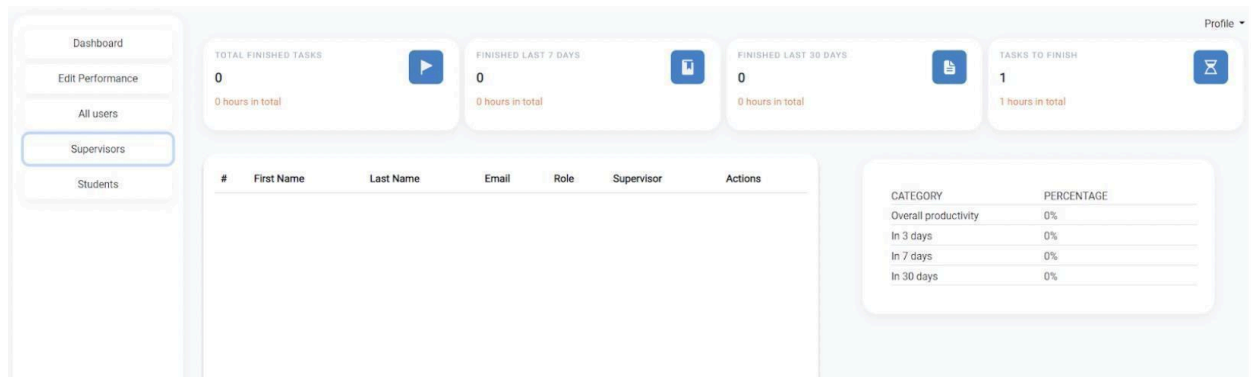 Profile
Dashboard
Edit Performance
All users
Supervisors
Students
TOTAL FINISHED TASKS
0
0 hours in total
FINISHED LAST 7 DAYS
0
0 hours in total
FINISHED LAST 30 DAYS
0
0 hours in total
TASKS TO FINISH
1
1 hours in total
# First Name Last Name Email Role Supervisor Actions
CATEGORY PERCENTAGE
Overall productivity 0%
In 3 days 0%
In 7 days 0%
In 30 days 0%